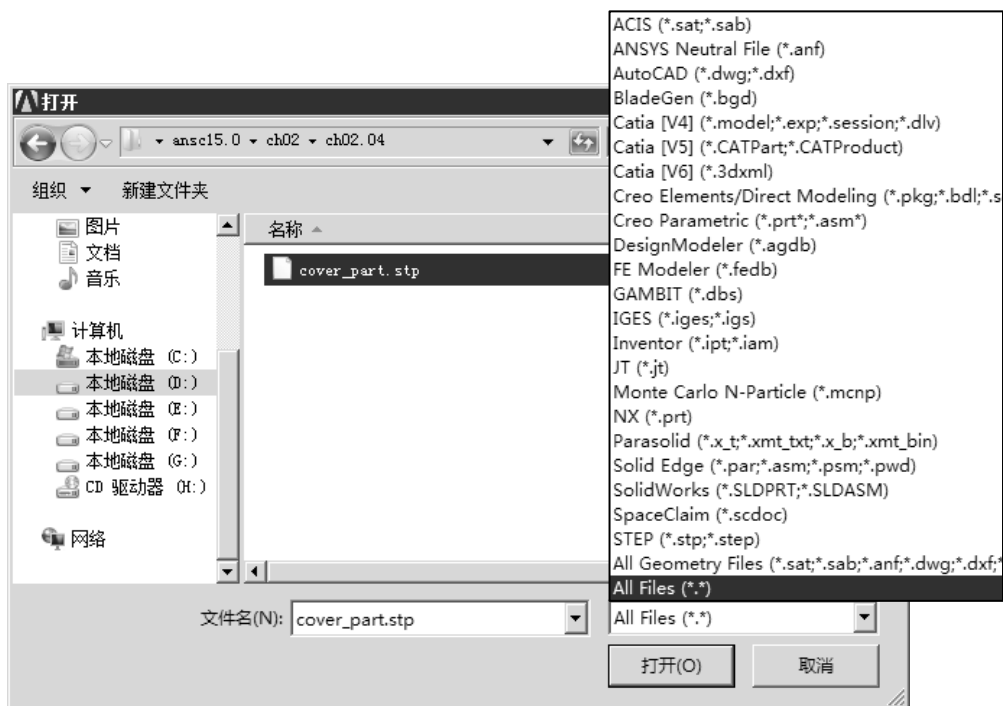 打开
ansc15.0 ch02 ch02.04
组织 新建文件夹
图片
文档
音乐
计算机
本地磁盘 (C:)
本地磁盘 (D:)
本地磁盘 (E:)
本地磁盘 (F:)
本地磁盘 (G:)
CD 驱动器 (H:)
网络
名称
cover_part.stp
ACIS (*.sat;*.sab)
ANSYS Neutral File (*.anf)
AutoCAD (*.dwg;*.dxf)
BladeGen (*.bgd)
Catia [V4] (*.model;*.exp;*.session;*.dlv)
Catia [V5] (*.CATPart;*.CATProduct)
Catia [V6] (*.3dxml)
Creo Elements/Direct Modeling (*.pkg;*.bdl;*.s
Creo Parametric (*.prt*;*.asm*)
DesignModeler (*.agdb)
FE Modeler (*.fedb)
GAMBIT (*.dbs)
IGES (*.iges;*.igs)
Inventor (*.ipt;*.iam)
JT (*.jt)
Monte Carlo N-Particle (*.mcnp)
NX (*.prt)
Parasolid (*.x_t;*.xmt_txt;*.x_b;*.xmt_bin)
Solid Edge (*.par;*.asm;*.psm;*.pwd)
SolidWorks (*.SLDPRT;*.SLDASM)
SpaceClaim (*.scdoc)
STEP (*.stp;*.step)
All Geometry Files (*.sat;*.sab;*.anf;*.dwg;*.dxf;*
All Files (*.*)
文件名(N): cover_part.stp
All Files (*.*)
打开(O) 取消